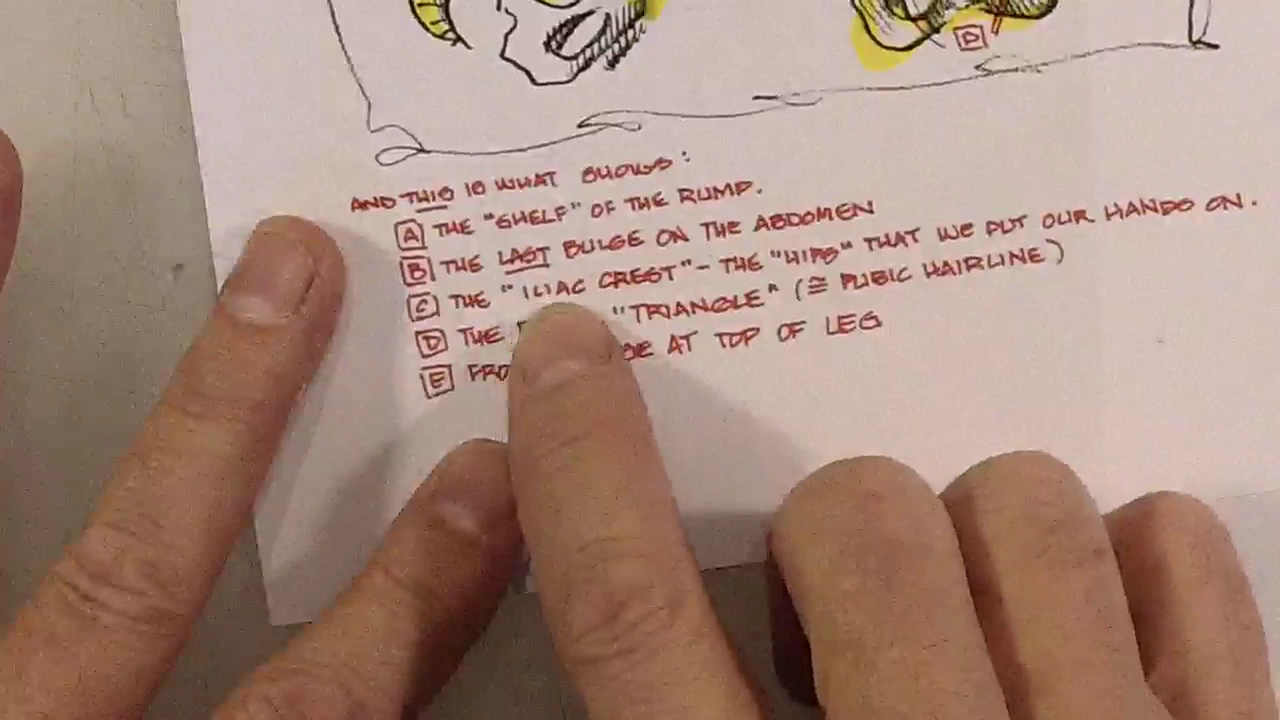 D
AND THIS IS WHAT SHOWS:
A THE "SHELF" OF THE RUMP.
B THE LAST BULGE ON THE ABDOMEN
C THE "ILIAC CREST" - THE "HIPS" THAT WE PUT OUR HANDS ON.
D THE "TRIANGLE" (≅ PUBIC HAIRLINE)
E AT TOP OF LEG